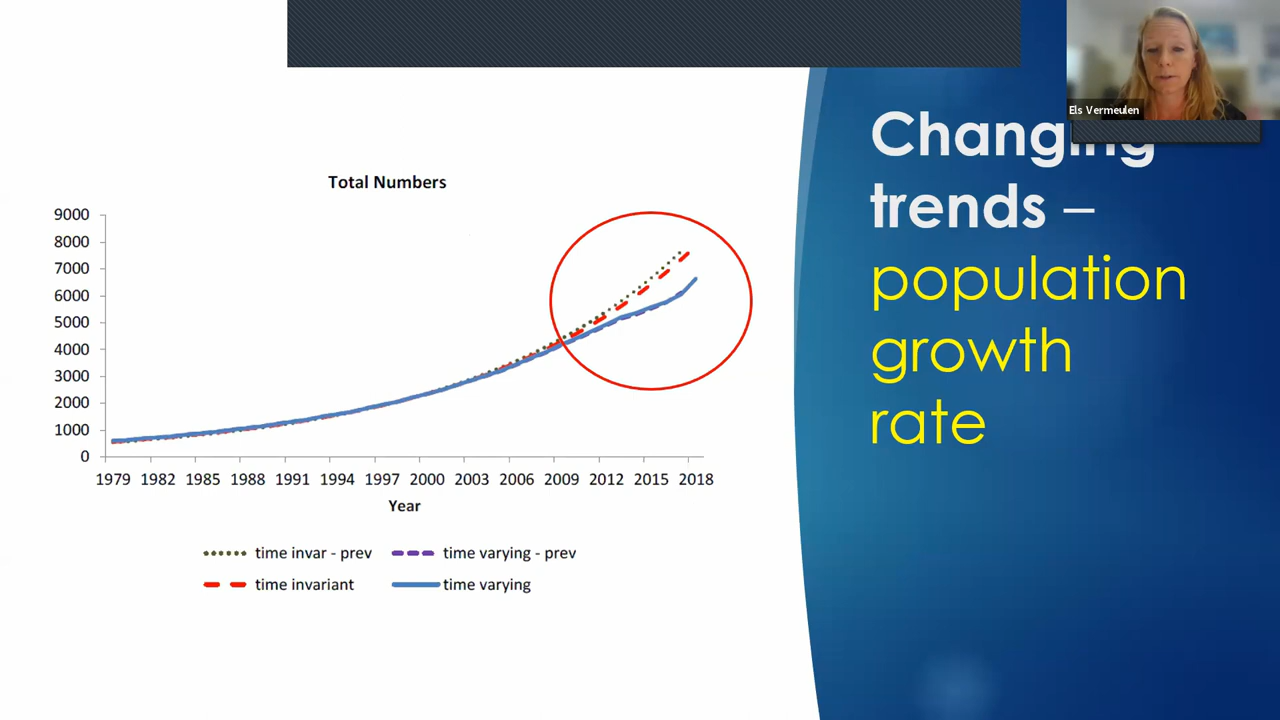 Els Vermeulen
Changing
trends –
population
growth
rate
Total Numbers
9000
8000
7000
6000
5000
4000
3000
2000
1000
0
1979 1982 1985 1988 1991 1994 1997 2000 2003 2006 2009 2012 2015 2018
Year
time invar - prev time varying - prev
time invariant time varying